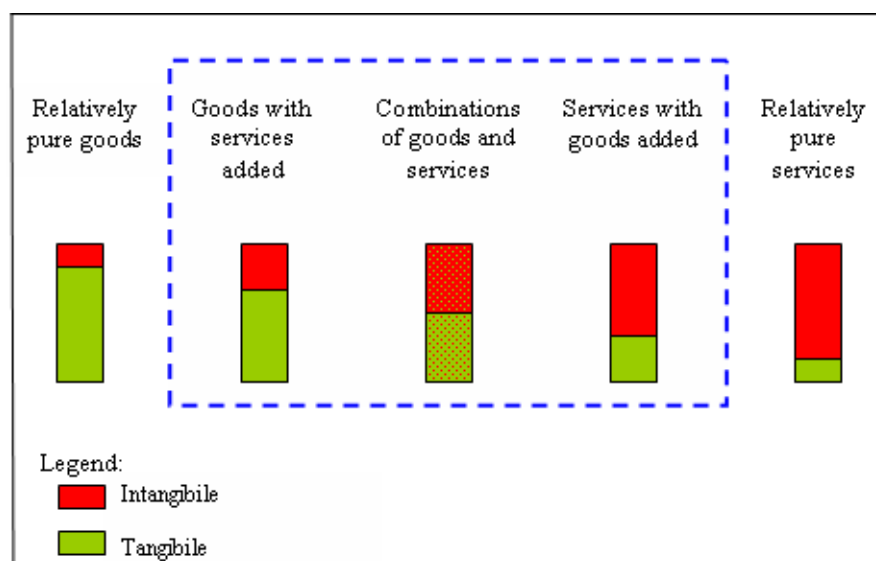 Relatively
pure goods
Goods with
services
added
Combinations
of goods and
services
Services with
goods added
Relatively
pure
services
Legend:
Intangibile
Tangibile